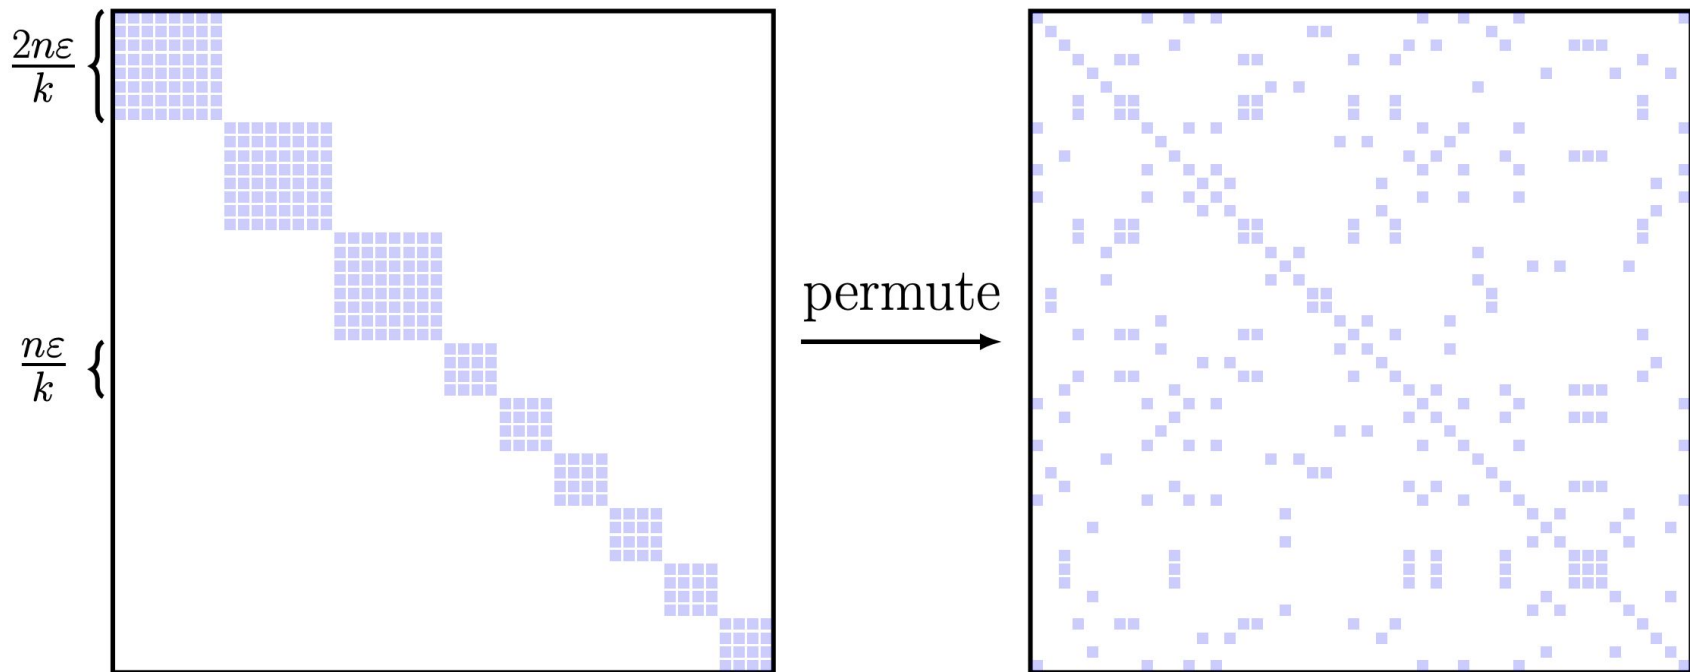 2nε
k
permute
nε
k